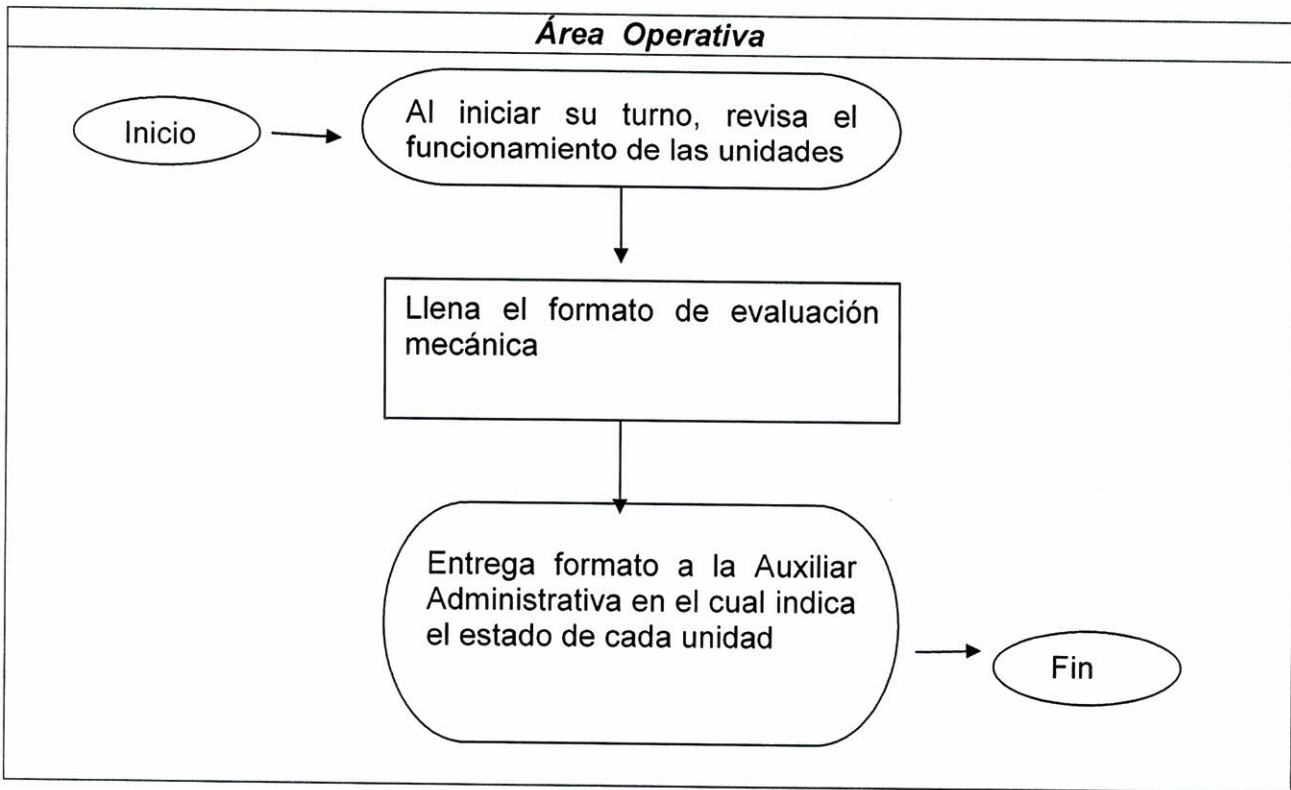 Área Operativa
Inicio
Al iniciar su turno, revisa el
funcionamiento de las unidades
Llena el formato de evaluación
mecánica
Entrega formato a la Auxiliar
Administrativa en el cual indica
el estado de cada unidad
Fin